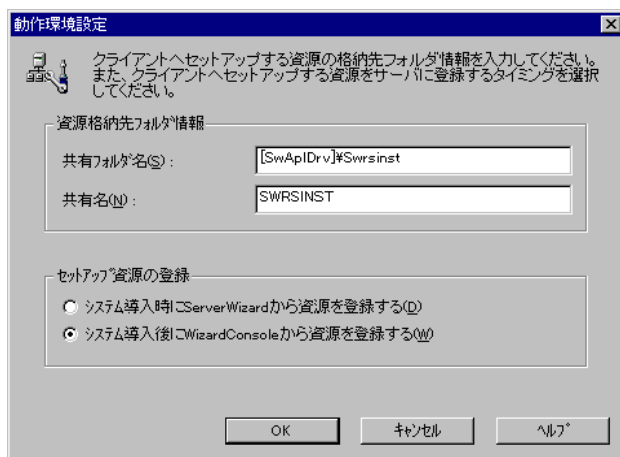 動作環境設定
クライアントへセットアップする資源の格納先フォルダ情報を入力してください。
また、クライアントへセットアップする資源をサーバに登録するタイミングを選択
してください。
資源格納先フォルダ情報
共有フォルダ名(S)：
[SwAplDrv]¥Swrsinst
共有名(N)：
SWRSINST
セットアップ資源の登録
システム導入時にServerWizardから資源を登録する(D)
システム導入後にWizardConsoleから資源を登録する(W)
OK
キャンセル
ヘルプ